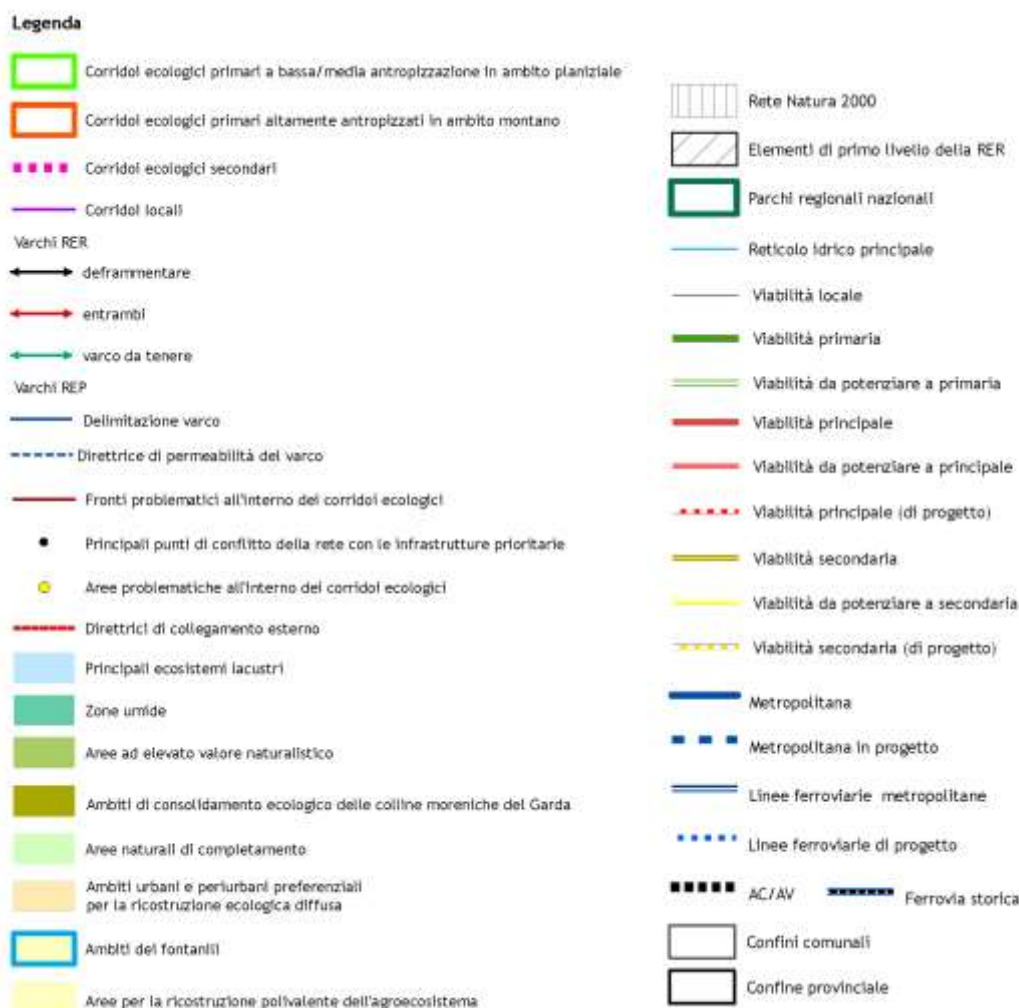 Legenda
Corridoi ecologici primari a bassa/media antropizzazione in ambito planiziale
Corridoi ecologici primari altamente antropizzati in ambito montano
Corridoi ecologici secondari
Corridoi locali
Varchi RER
deframmentare
entrambi
varco da tenere
Varchi REP
Delimitazione varco
Direttrice di permeabilità del varco
Fronti problematici all'interno dei corridoi ecologici
Principali punti di conflitto della rete con le infrastrutture prioritarie
Aree problematiche all'interno dei corridoi ecologici
Direttrici di collegamento esterno
Principali ecosistemi lacustri
Zone umide
Aree ad elevato valore naturalistico
Ambiti di consolidamento ecologico delle colline moreniche del Garda
Aree naturali di completamento
Ambiti urbani e periurbani preferenziali
per la ricostruzione ecologica diffusa
Ambiti dei fontanili
Aree per la ricostruzione polivalente dell'agroecosistema
Rete Natura 2000
Elementi di primo livello della RER
Parchi regionali nazionali
Reticolo idrico principale
Viabilità locale
Viabilità primaria
Viabilità da potenziare a primaria
Viabilità principale
Viabilità da potenziare a principale
Viabilità principale (di progetto)
Viabilità secondaria
Viabilità da potenziare a secondaria
Viabilità secondaria (di progetto)
Metropolitana
Metropolitana in progetto
Linee ferroviarie metropolitane
Linee ferroviarie di progetto
AC/AV
Ferrovia storica
Confini comunali
Confine provinciale